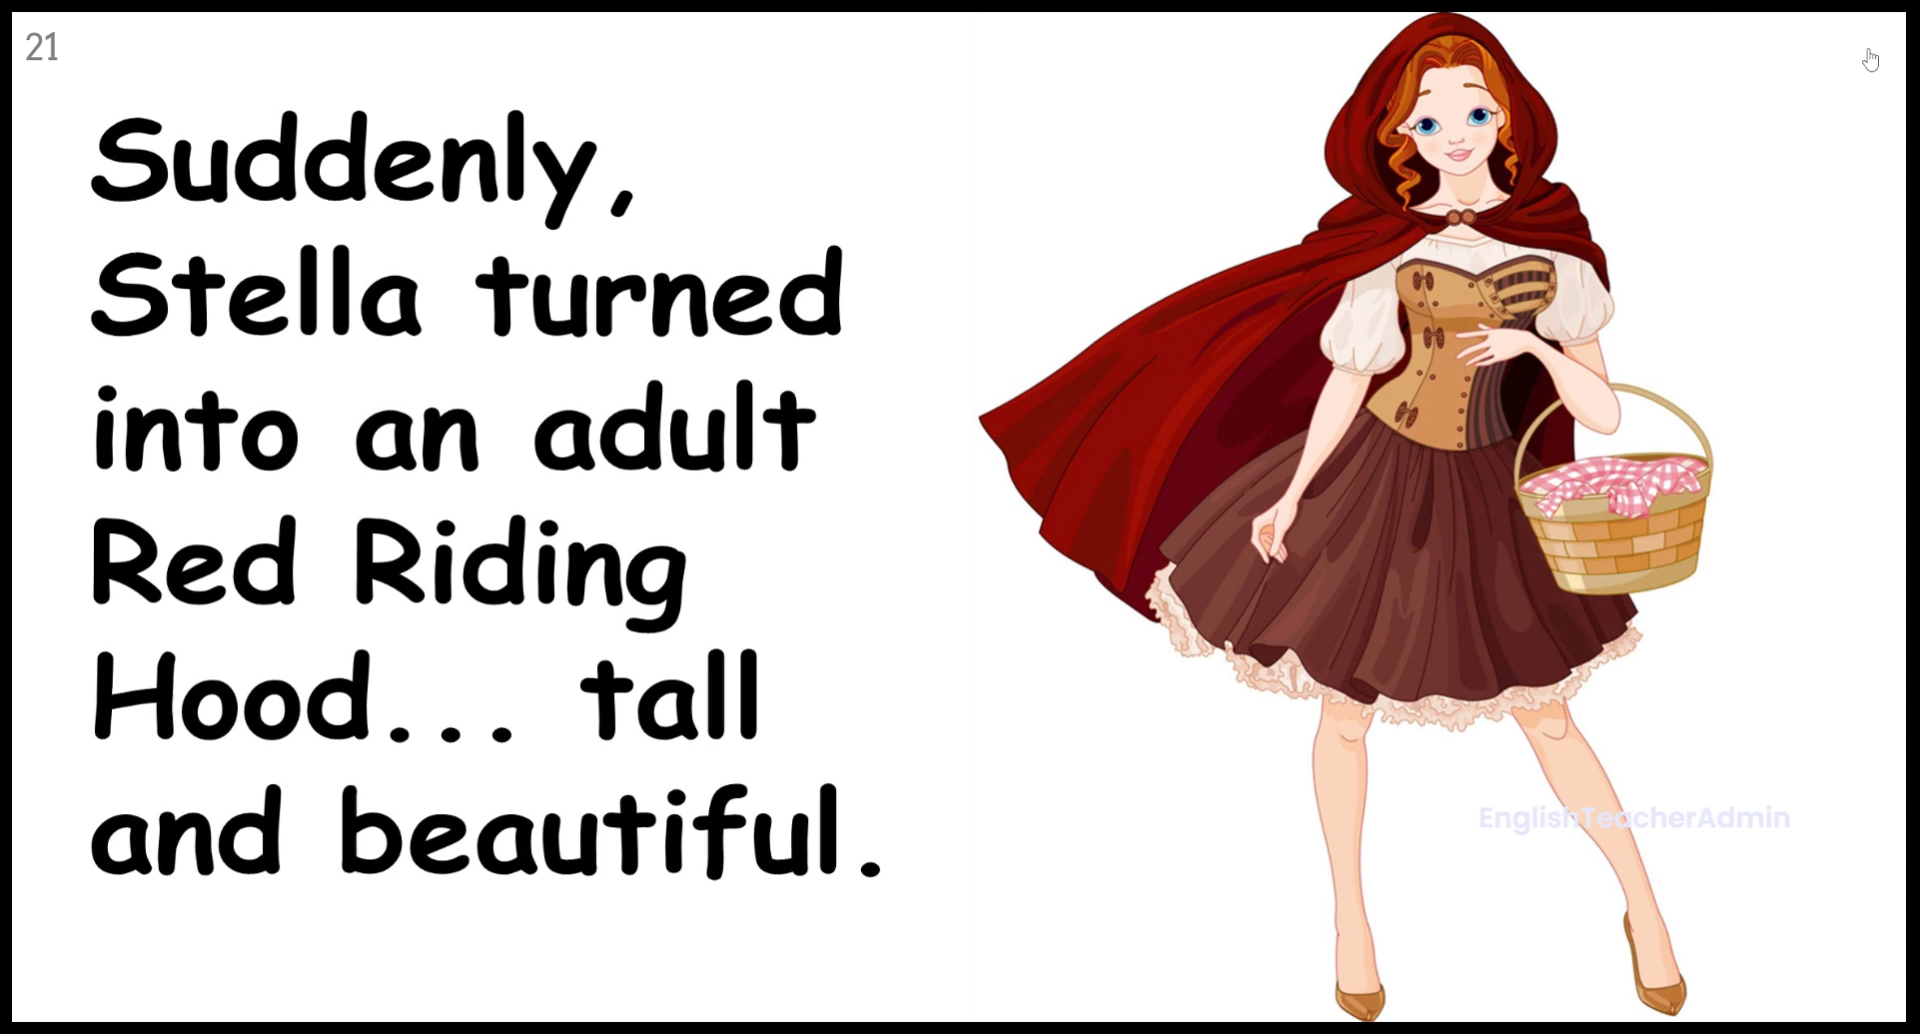 21
Suddenly,
Stella turned
into an adult
Red Riding
Hood... tall
and beautiful.
EnglishTeacherAdmin